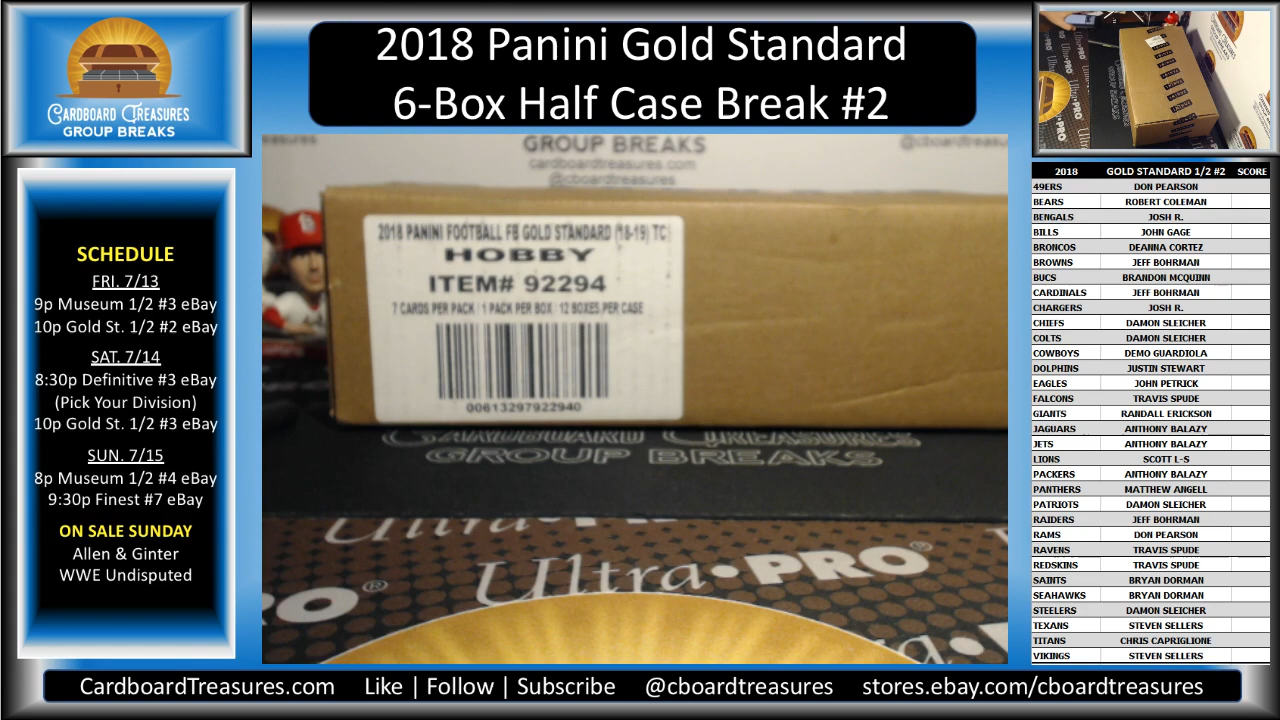 CARDBOARD TREASURES
GROUP BREAKS
2018 Panini Gold Standard
6-Box Half Case Break #2
SCHEDULE
FRI. 7/13
9p Museum 1/2 #3 eBay
10p Gold St. 1/2 #2 eBay
SAT. 7/14
8:30p Definitive #3 eBay
(Pick Your Division)
10p Gold St. 1/2 #3 eBay
SUN. 7/15
8p Museum 1/2 #4 eBay
9:30p Finest #7 eBay
ON SALE SUNDAY
Allen & Ginter
WWE Undisputed
GROUP BREAKS
cardboardtreasures.com
@cboardtreasures
2018 PANINI FOOTBALL FB GOLD STANDARD (18-19) TC
HOBBY
ITEM# 92294
7 CARDS PER PACK | 1 PACK PER BOX | 12 BOXES PER CASE
00613297922940
CARDBOARD TREASURES
GROUP BREAKS
Ultra•PRO®
2018 GOLD STANDARD 1/2 #2 SCORE
49ERS DON PEARSON
BEARS ROBERT COLEMAN
BENGALS JOSH R.
BILLS JOHN GAGE
BRONCOS DEANNA CORTEZ
BROWNS JEFF BOHRMAN
BUCS BRANDON MCQUINN
CARDINALS JEFF BOHRMAN
CHARGERS JOSH R.
CHIEFS DAMON SLEICHER
COLTS DAMON SLEICHER
COWBOYS DEMO GUARDIOLA
DOLPHINS JUSTIN STEWART
EAGLES JOHN PETRICK
FALCONS TRAVIS SPUDE
GIANTS RANDALL ERICKSON
JAGUARS ANTHONY BALAZY
JETS ANTHONY BALAZY
LIONS SCOTT L-S
PACKERS ANTHONY BALAZY
PANTHERS MATTHEW ANGELL
PATRIOTS DAMON SLEICHER
RAIDERS JEFF BOHRMAN
RAMS DON PEARSON
RAVENS TRAVIS SPUDE
REDSKINS TRAVIS SPUDE
SAINTS BRYAN DORMAN
SEAHAWKS BRYAN DORMAN
STEELERS DAMON SLEICHER
TEXANS STEVEN SELLERS
TITANS CHRIS CAPRIGLIONE
VIKINGS STEVEN SELLERS
CardboardTreasures.com Like | Follow | Subscribe @cboardtreasures stores.ebay.com/cboardtreasures